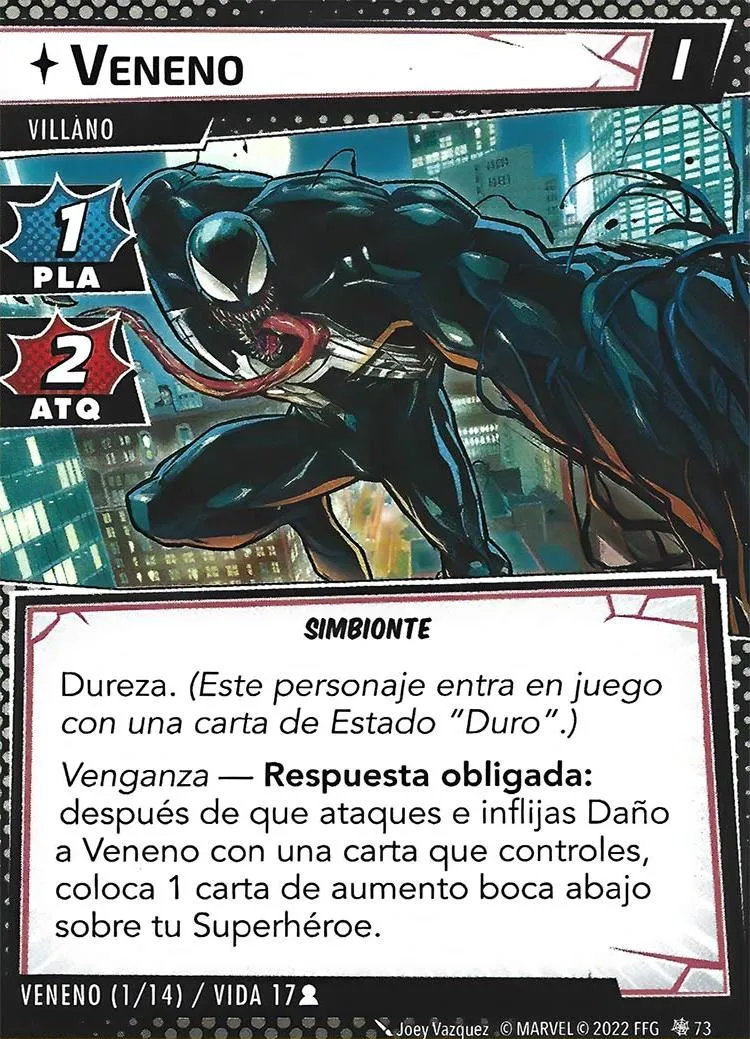 VENENO
I
VILLANO
1
PLA
2
ATQ
SIMBIONTE
Dureza. (Este personaje entra en juego
con una carta de Estado "Duro".)
Venganza — Respuesta obligada:
después de que ataques e inflijas Daño
a Veneno con una carta que controles,
coloca 1 carta de aumento boca abajo
sobre tu Superhéroe.
VENENO (1/14) / VIDA 17
Joey Vazquez © MARVEL © 2022 FFG 73